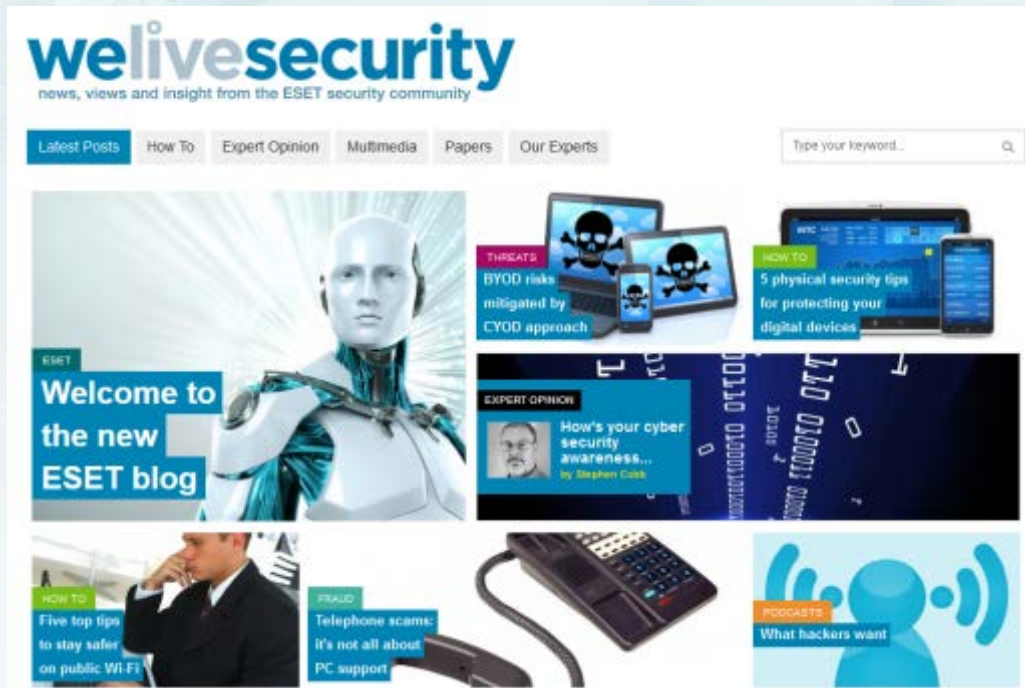 welivesecurity
news, views and insight from the ESET security community
Latest Posts
How To
Expert Opinion
Multimedia
Papers
Our Experts
Type your keyword...
ESET
Welcome to
the new
ESET blog
THREATS
BYOD risks
mitigated by
CYOD approach
HOW TO
5 physical security tips
for protecting your
digital devices
EXPERT OPINION
How's your cyber
security
awareness...
by Stephen Cobb
HOW TO
Five top tips
to stay safer
on public Wi-Fi
FRAUD
Telephone scams:
it's not all about
PC support
PODCASTS
What hackers want